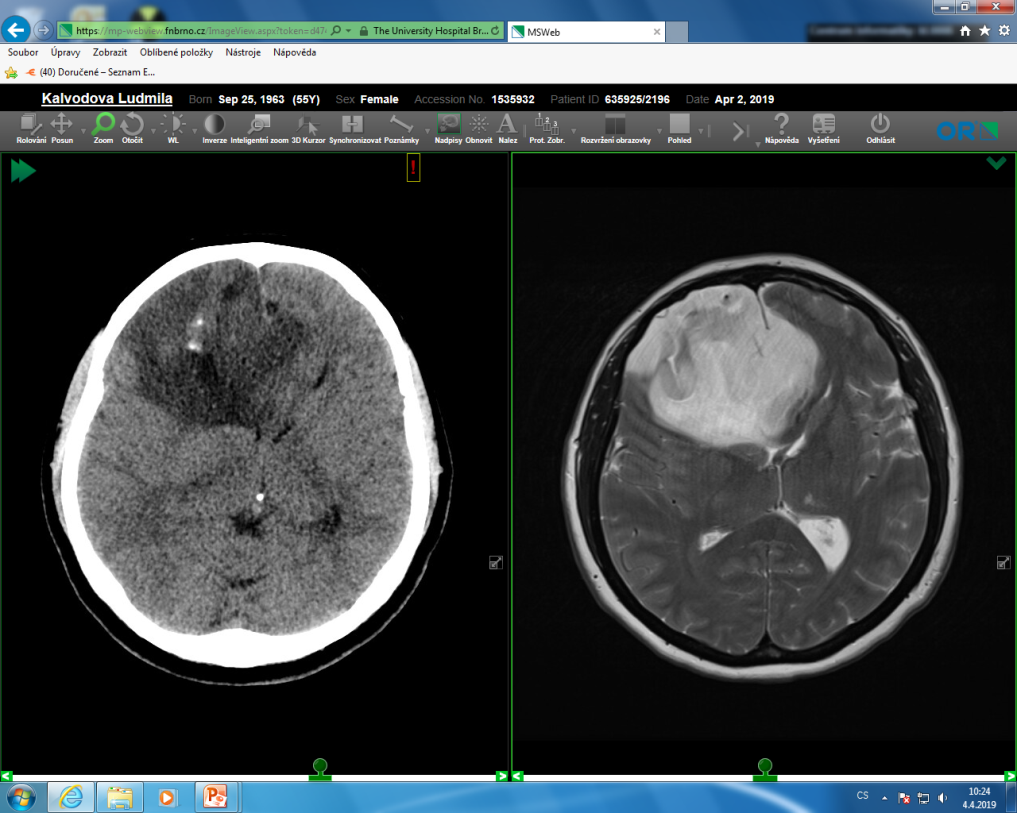 https://mp-webview.fnbrno.cz/ImageView.aspx?token=d47
The University Hospital Br...
MSWeb
Soubor Úpravy Zobrazit Oblíbené položky Nástroje Nápověda
(40) Doručené – Seznam E...
Kalvodova Ludmila Born Sep 25, 1963 (55Y) Sex Female Accession No. 1535932 Patient ID 635925/2196 Date Apr 2, 2019
Rolování Posun Zoom Otočit WL Inverze Inteligentní zoom 3D Kurzor Synchronizovat Poznámky Nadpisy Obnovit Nález Prot. Zobr. Rozvržení obrazovky Pohled Nápověda Vyšetření Odhlásit
CS
10:24
4.4.2019